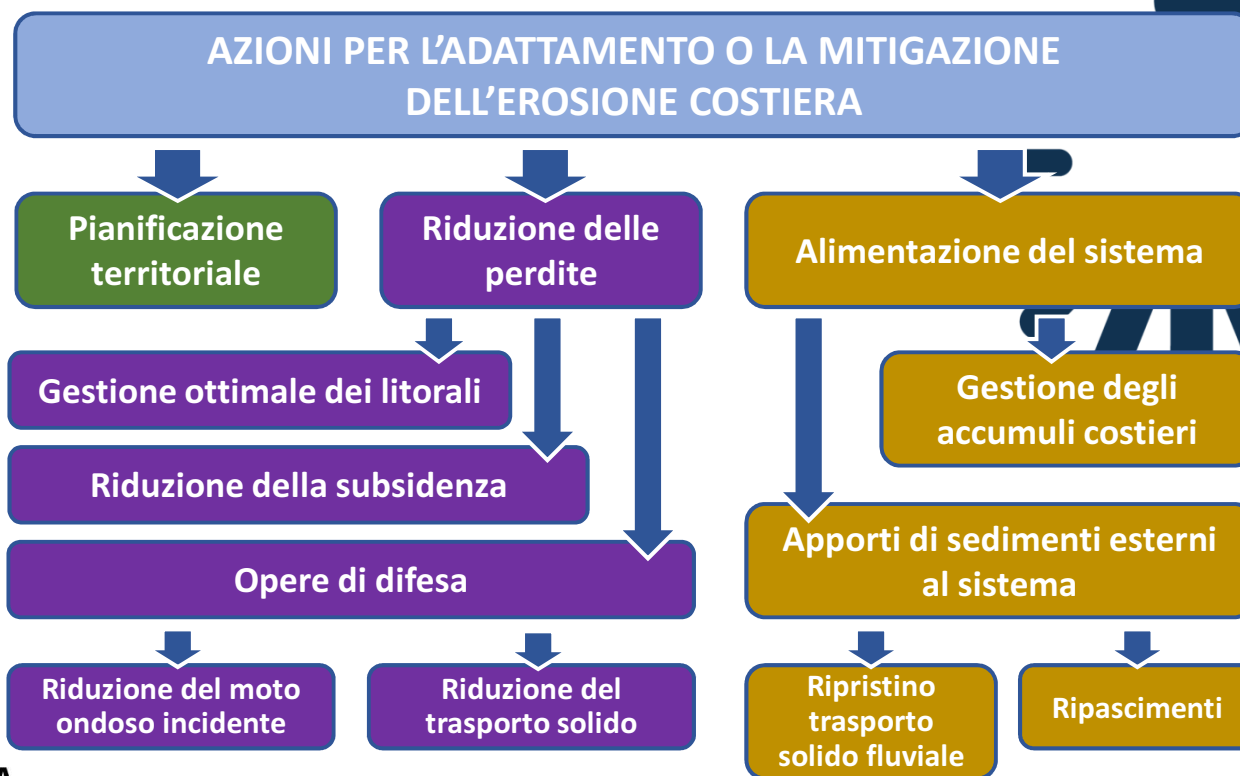 AZIONI PER L'ADATTAMENTO O LA MITIGAZIONE
DELL'EROSIONE COSTIERA
Pianificazione
territoriale
Riduzione delle
perdite
Alimentazione del sistema
Gestione ottimale dei litorali
Gestione degli
accumuli costieri
Riduzione della subsidenza
Apporti di sedimenti esterni
al sistema
Opere di difesa
Riduzione del moto
ondoso incidente
Riduzione del
trasporto solido
Ripristino
trasporto
solido fluviale
Ripascimenti